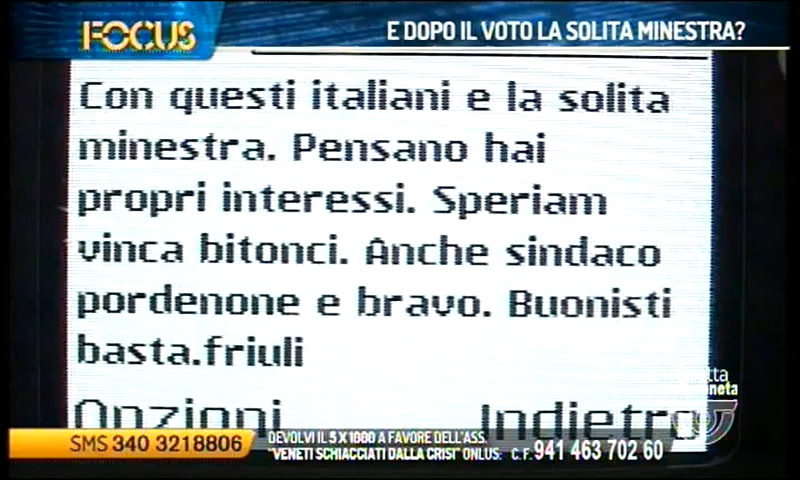 FOCUS
E DOPO IL VOTO LA SOLITA MINESTRA?
Con questi italiani e la solita
minestra. Pensano hai
propri interessi. Speriam
vinca bitonci. Anche sindaco
pordenone e bravo. Buonisti
basta.friuli
Opzioni Indietro
SMS 340 3218806
DEVOLVI IL 5 X 1000 A FAVORE DELL'ASS.
"VENETI SCHIACCIATI DALLA CRISI" ONLUS: C.F. 941 463 702 60